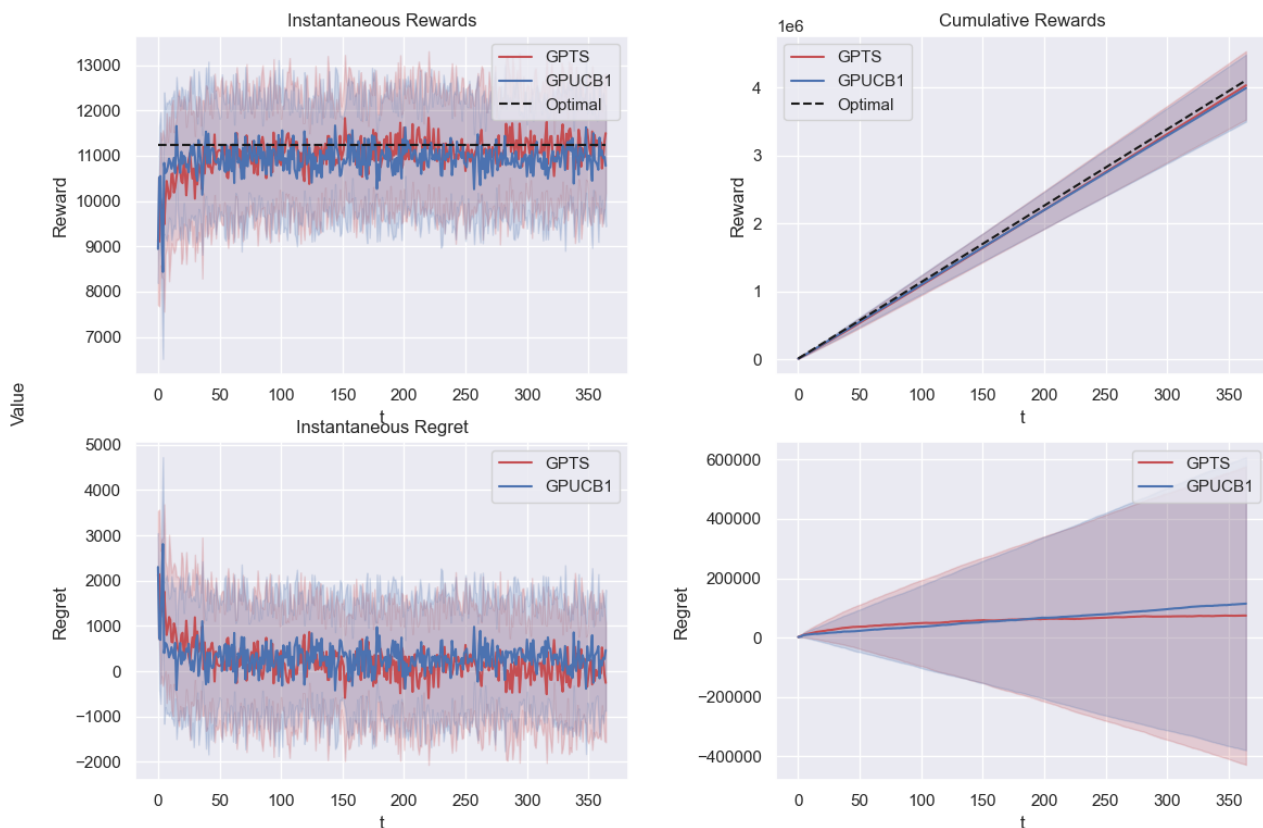 Instantaneous Rewards
GPTS
GPUCB1
Optimal
13000
12000
11000
10000
9000
8000
7000
Reward
0 50 100 150 200 250 300 350
t
Cumulative Rewards
1e6
GPTS
GPUCB1
Optimal
4
3
2
1
0
Reward
0 50 100 150 200 250 300 350
t
Value
Instantaneous Regret
GPTS
GPUCB1
5000
4000
3000
2000
1000
0
−1000
−2000
Regret
0 50 100 150 200 250 300 350
t
GPTS
GPUCB1
600000
400000
200000
0
−200000
−400000
Regret
0 50 100 150 200 250 300 350
t